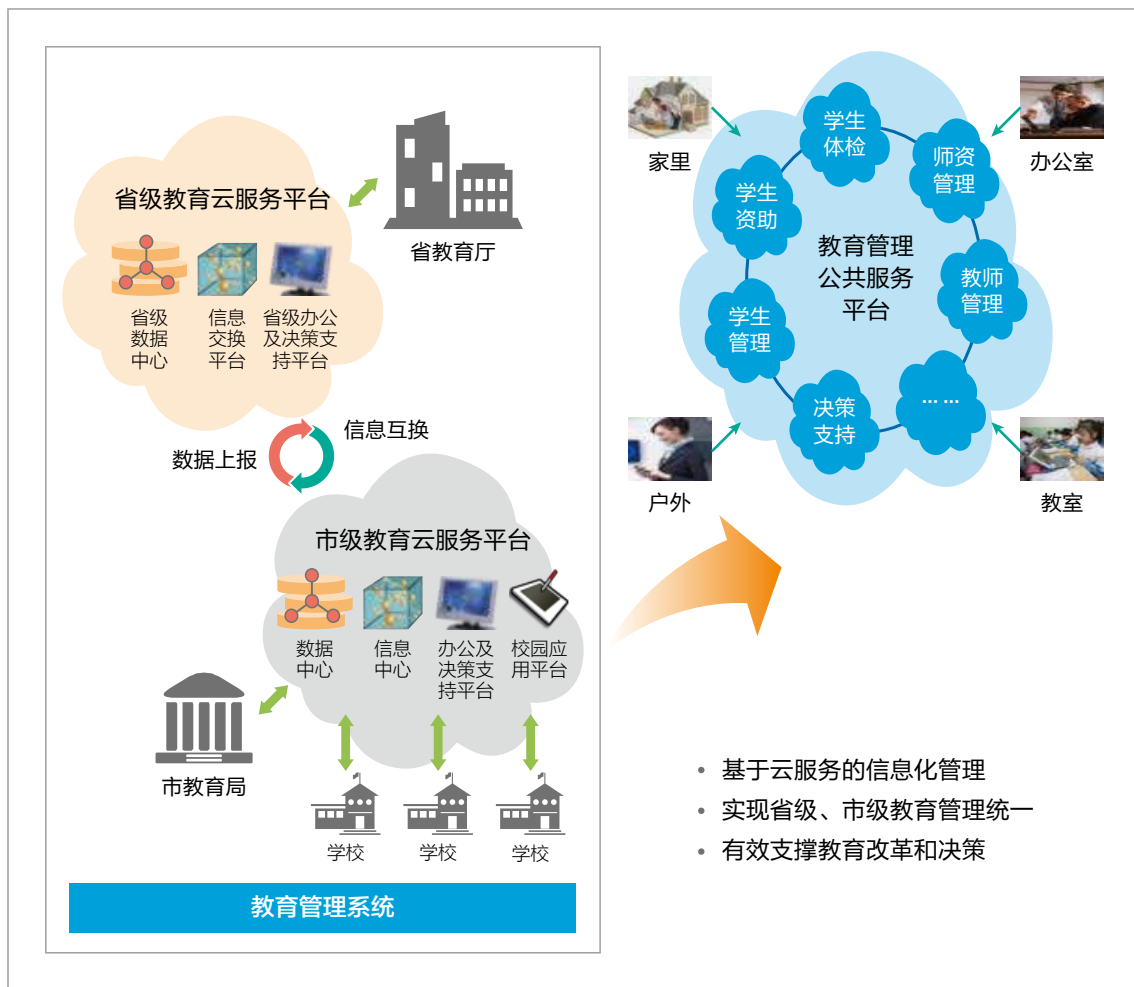 省级教育云服务平台
省教育厅
省级
数据
中心
信息
交换
平台
省级办公
及决策支
持平台
信息互换
数据上报
市级教育云服务平台
数据
中心
信息
中心
办公及
决策支
持平台
校园应
用平台
市教育局
学校
学校
学校
教育管理系统
家里
学生
体检
师资
管理
办公室
学生
资助
教育管理
公共服务
平台
教师
管理
学生
管理
决策
支持
... ...
户外
教室
• 基于云服务的信息化管理
• 实现省级、市级教育管理统一
• 有效支撑教育改革和决策